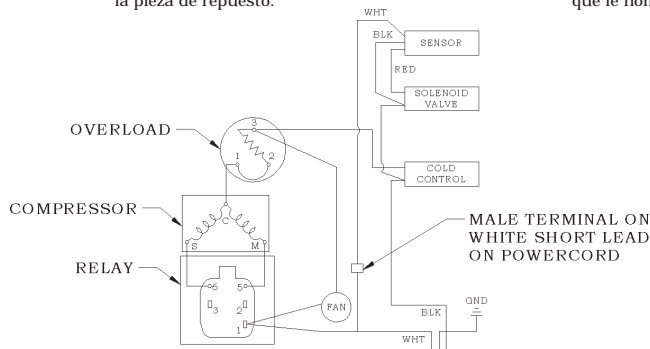 la pieza de repuesto.
que le hon
WHT
BLK
SENSOR
RED
SOLENOID
VALVE
OVERLOAD
3
1
2
COLD
CONTROL
COMPRESSOR
C
S
M
MALE TERMINAL ON
WHITE SHORT LEAD
ON POWERCORD
RELAY
6
5
3
2
1
FAN
BLK
GND
WHT